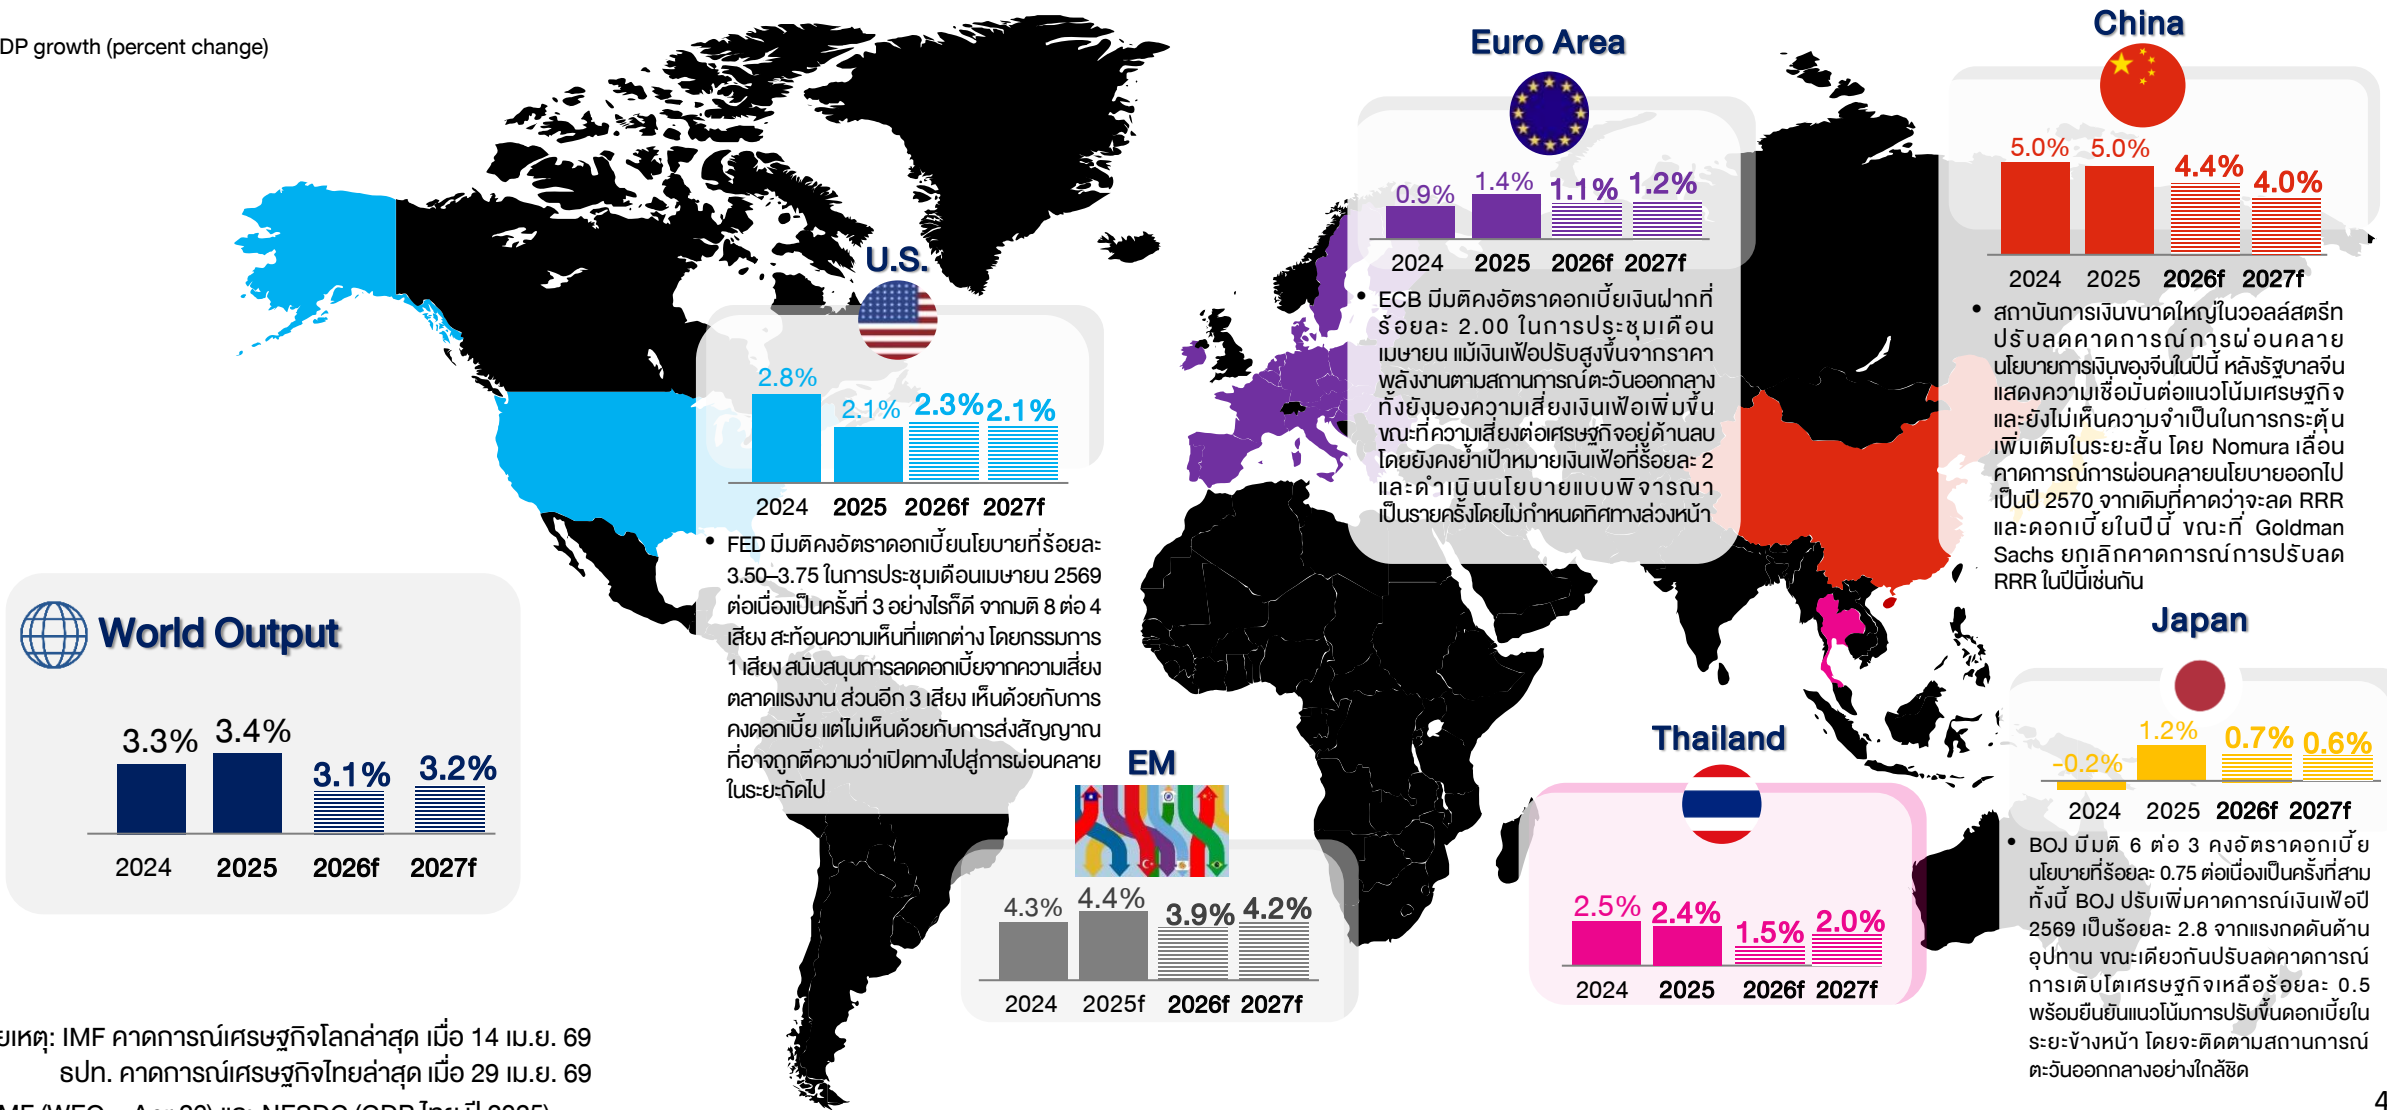 DP growth (percent change)
U.S.
2.8%
2.1%
2.3%
2.1%
2024 2025 2026f 2027f
• FED มีมติคงอัตราดอกเบี้ยนโยบายที่ร้อยละ
3.50–3.75 ในการประชุมเดือนเมษายน 2569
ต่อเนื่องเป็นครั้งที่ 3 อย่างไรก็ดี จากมติ 8 ต่อ 4
เสียง สะท้อนความเห็นที่แตกต่าง โดยกรรมการ
1 เสียง สนับสนุนการลดดอกเบี้ยจากความเสี่ยง
ตลาดแรงงาน ส่วนอีก 3 เสียง เห็นด้วยกับการ
คงดอกเบี้ย แต่ไม่เห็นด้วยกับการส่งสัญญาณ
ที่อาจถูกตีความว่าเปิดทางไปสู่การผ่อนคลาย
ในระยะถัดไป
Euro Area
0.9%
1.4%
1.1%
1.2%
2024 2025 2026f 2027f
• ECB มีมติคงอัตราดอกเบี้ยเงินฝากที่
ร้อยละ 2.00 ในการประชุมเดือน
เมษายน แม้เงินเฟ้อปรับสูงขึ้นจากราคา
พลังงานตามสถานการณ์ตะวันออกกลาง
ทั้งยังมองความเสี่ยงเงินเฟ้อเพิ่มขึ้น
ขณะที่ความเสี่ยงต่อเศรษฐกิจอยู่ด้านลบ
โดยยังคงย้ำเป้าหมายเงินเฟ้อที่ร้อยละ 2
และดำเนินนโยบายแบบพิจารณา
เป็นรายครั้งโดยไม่กำหนดทิศทางล่วงหน้า
China
5.0%
5.0%
4.4%
4.0%
2024 2025 2026f 2027f
• สถาบันการเงินขนาดใหญ่ในวอลล์สตรีท
ปรับลดคาดการณ์การผ่อนคลาย
นโยบายการเงินของจีนในปีนี้ หลังรัฐบาลจีน
แสดงความเชื่อมั่นต่อแนวโน้มเศรษฐกิจ
และยังไม่เห็นความจำเป็นในการกระตุ้น
เพิ่มเติมในระยะสั้น โดย Nomura เลื่อน
คาดการณ์การผ่อนคลายนโยบายออกไป
เป็นปี 2570 จากเดิมที่คาดว่าจะลด RRR
และดอกเบี้ยในปีนี้ ขณะที่ Goldman
Sachs ยกเลิกคาดการณ์การปรับลด
RRR ในปีนี้เช่นกัน
World Output
3.3%
3.4%
3.1%
3.2%
2024 2025 2026f 2027f
EM
4.3%
4.4%
3.9%
4.2%
2024 2025f 2026f 2027f
Thailand
2.5%
2.4%
1.5%
2.0%
2024 2025 2026f 2027f
Japan
-0.2%
1.2%
0.7%
0.6%
2024 2025 2026f 2027f
• BOJ มีมติ 6 ต่อ 3 คงอัตราดอกเบี้ย
นโยบายที่ร้อยละ 0.75 ต่อเนื่องเป็นครั้งที่สาม
ทั้งนี้ BOJ ปรับเพิ่มคาดการณ์เงินเฟ้อปี
2569 เป็นร้อยละ 2.8 จากแรงกดดันด้าน
อุปทาน ขณะเดียวกันปรับลดคาดการณ์
การเติบโตเศรษฐกิจเหลือร้อยละ 0.5
พร้อมยืนยันแนวโน้มการปรับขึ้นดอกเบี้ยใน
ระยะข้างหน้า โดยจะติดตามสถานการณ์
ตะวันออกกลางอย่างใกล้ชิด
ยเหตุ: IMF คาดการณ์เศรษฐกิจโลกล่าสุด เมื่อ 14 เม.ย. 69
ธปท. คาดการณ์เศรษฐกิจไทยล่าสุด เมื่อ 29 เม.ย. 69
4